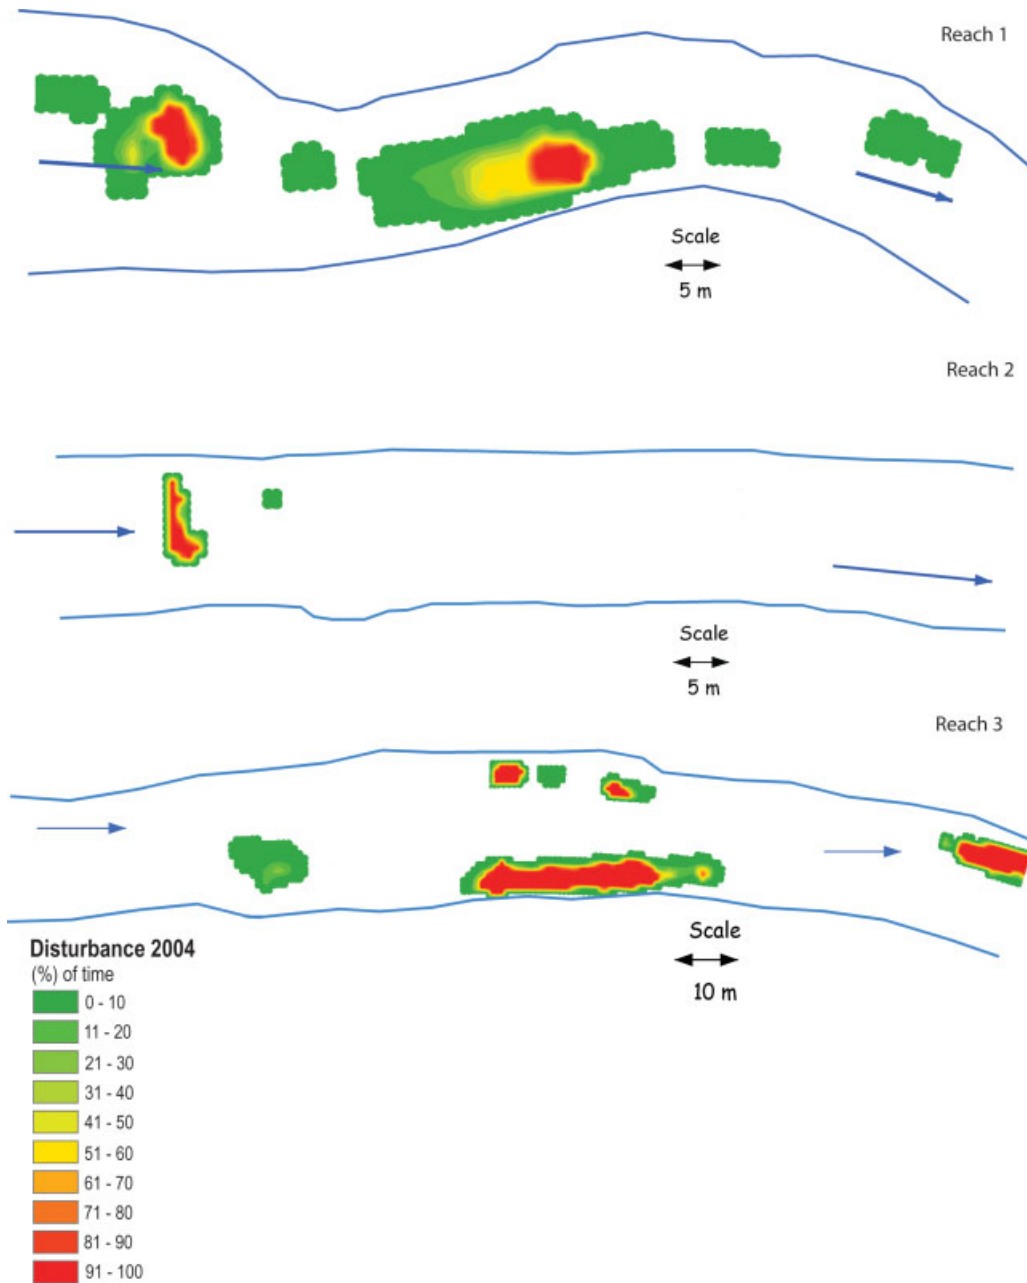 Reach 1
Scale
5 m
Reach 2
Scale
5 m
Reach 3
Scale
10 m
Disturbance 2004
(%) of time
0 - 10
11 - 20
21 - 30
31 - 40
41 - 50
51 - 60
61 - 70
71 - 80
81 - 90
91 - 100